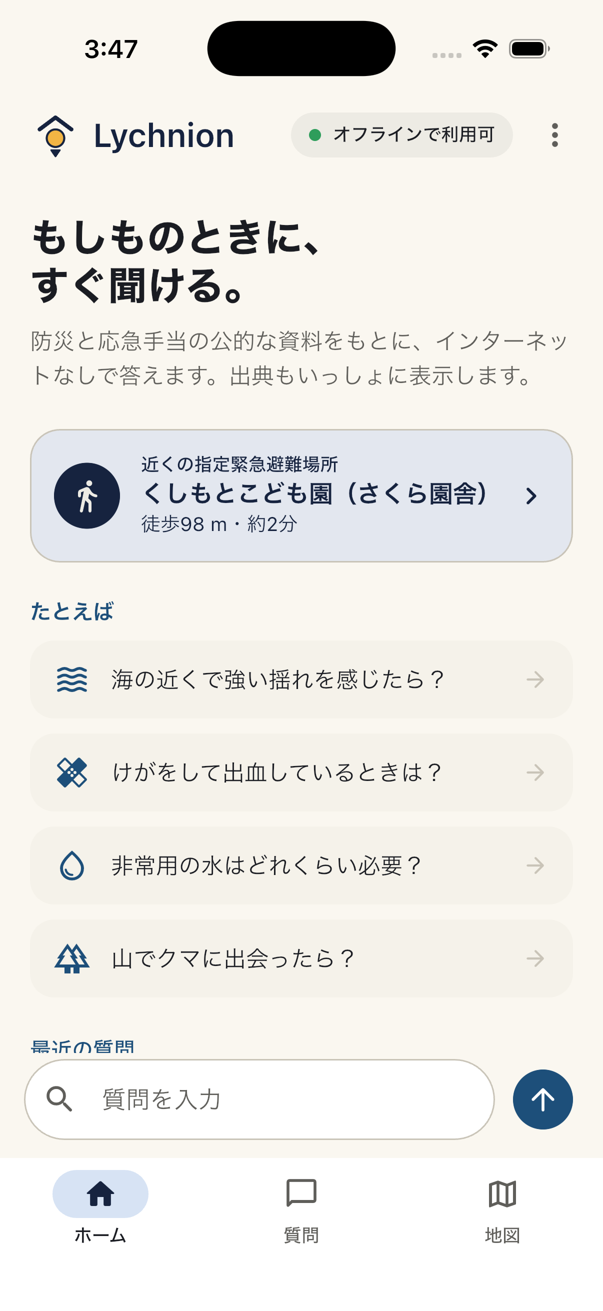 3:47
Lychnion
オフラインで利用可
もしものときに、
すぐ聞ける。
防災と応急手当の公的な資料をもとに、インターネッ
トなしで答えます。出典もいっしょに表示します。
近くの指定緊急避難場所
くしもとこども園（さくら園舎）
徒歩98 m・約2分
たとえば
海の近くで強い揺れを感じたら？
けがをして出血しているときは？
非常用の水はどれくらい必要？
山でクマに出会ったら？
最近の質問
質問を入力
ホーム
質問
地図